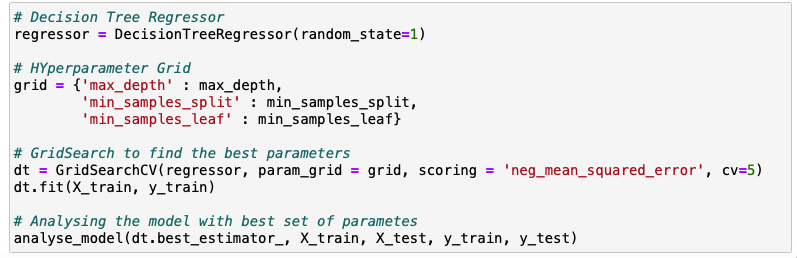 # Decision Tree Regressor
regressor = DecisionTreeRegressor(random_state=1)
# HYperparameter Grid
grid = {'max_depth' : max_depth,
'min_samples_split' : min_samples_split,
'min_samples_leaf' : min_samples_leaf}
# GridSearch to find the best parameters
dt = GridSearchCV(regressor, param_grid = grid, scoring = 'neg_mean_squared_error', cv=5)
dt.fit(X_train, y_train)
# Analysing the model with best set of parametes
analyse_model(dt.best_estimator_, X_train, X_test, y_train, y_test)